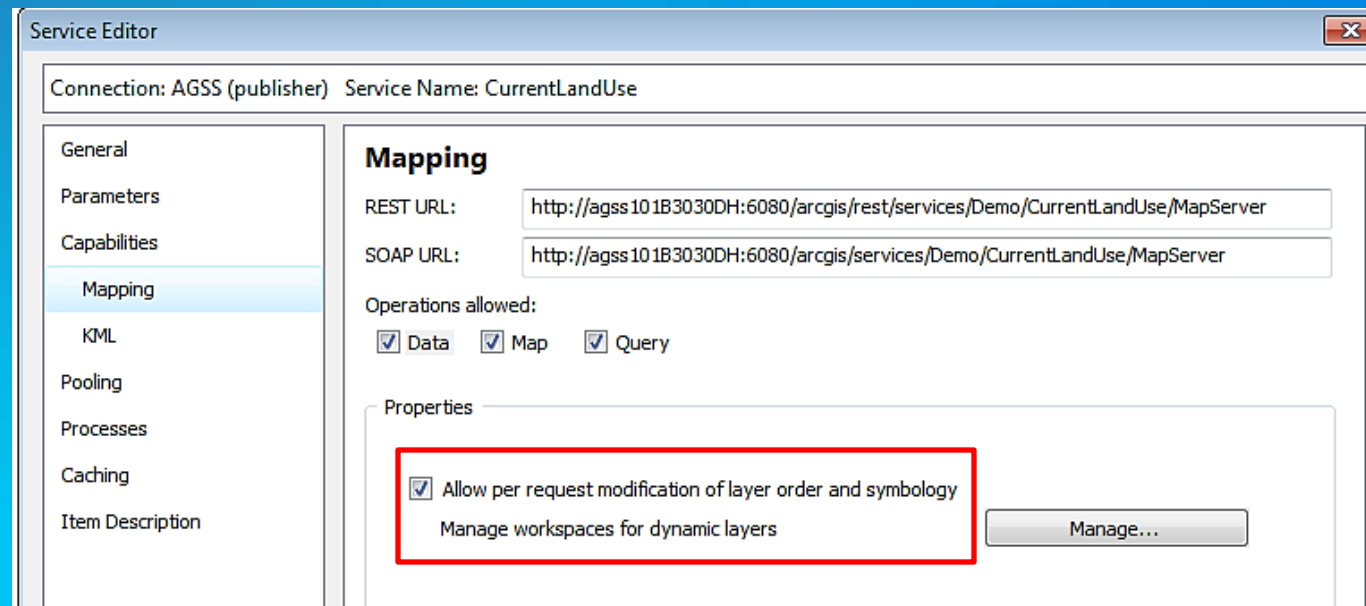 Service Editor
Connection: AGSS (publisher) Service Name: CurrentLandUse
General
Parameters
Capabilities
Mapping
KML
Pooling
Processes
Caching
Item Description
Mapping
REST URL: http://agss101B3030DH:6080/arcgis/rest/services/Demo/CurrentLandUse/MapServer
SOAP URL: http://agss101B3030DH:6080/arcgis/services/Demo/CurrentLandUse/MapServer
Operations allowed:
Data Map Query
Properties
Allow per request modification of layer order and symbology
Manage workspaces for dynamic layers Manage...